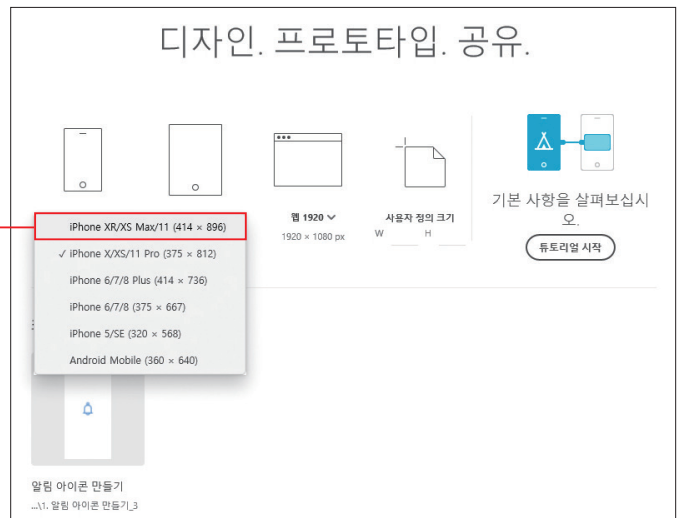 디자인. 프로토타입. 공유.
웹 1920
1920 × 1080 px
사용자 정의 크기
W H
기본 사항을 살펴보십시
오.
튜토리얼 시작
iPhone XR/XS Max/11 (414 × 896)
✓ iPhone X/XS/11 Pro (375 × 812)
iPhone 6/7/8 Plus (414 × 736)
iPhone 6/7/8 (375 × 667)
iPhone 5/SE (320 × 568)
Android Mobile (360 × 640)
알림 아이콘 만들기
...\1. 알림 아이콘 만들기_3